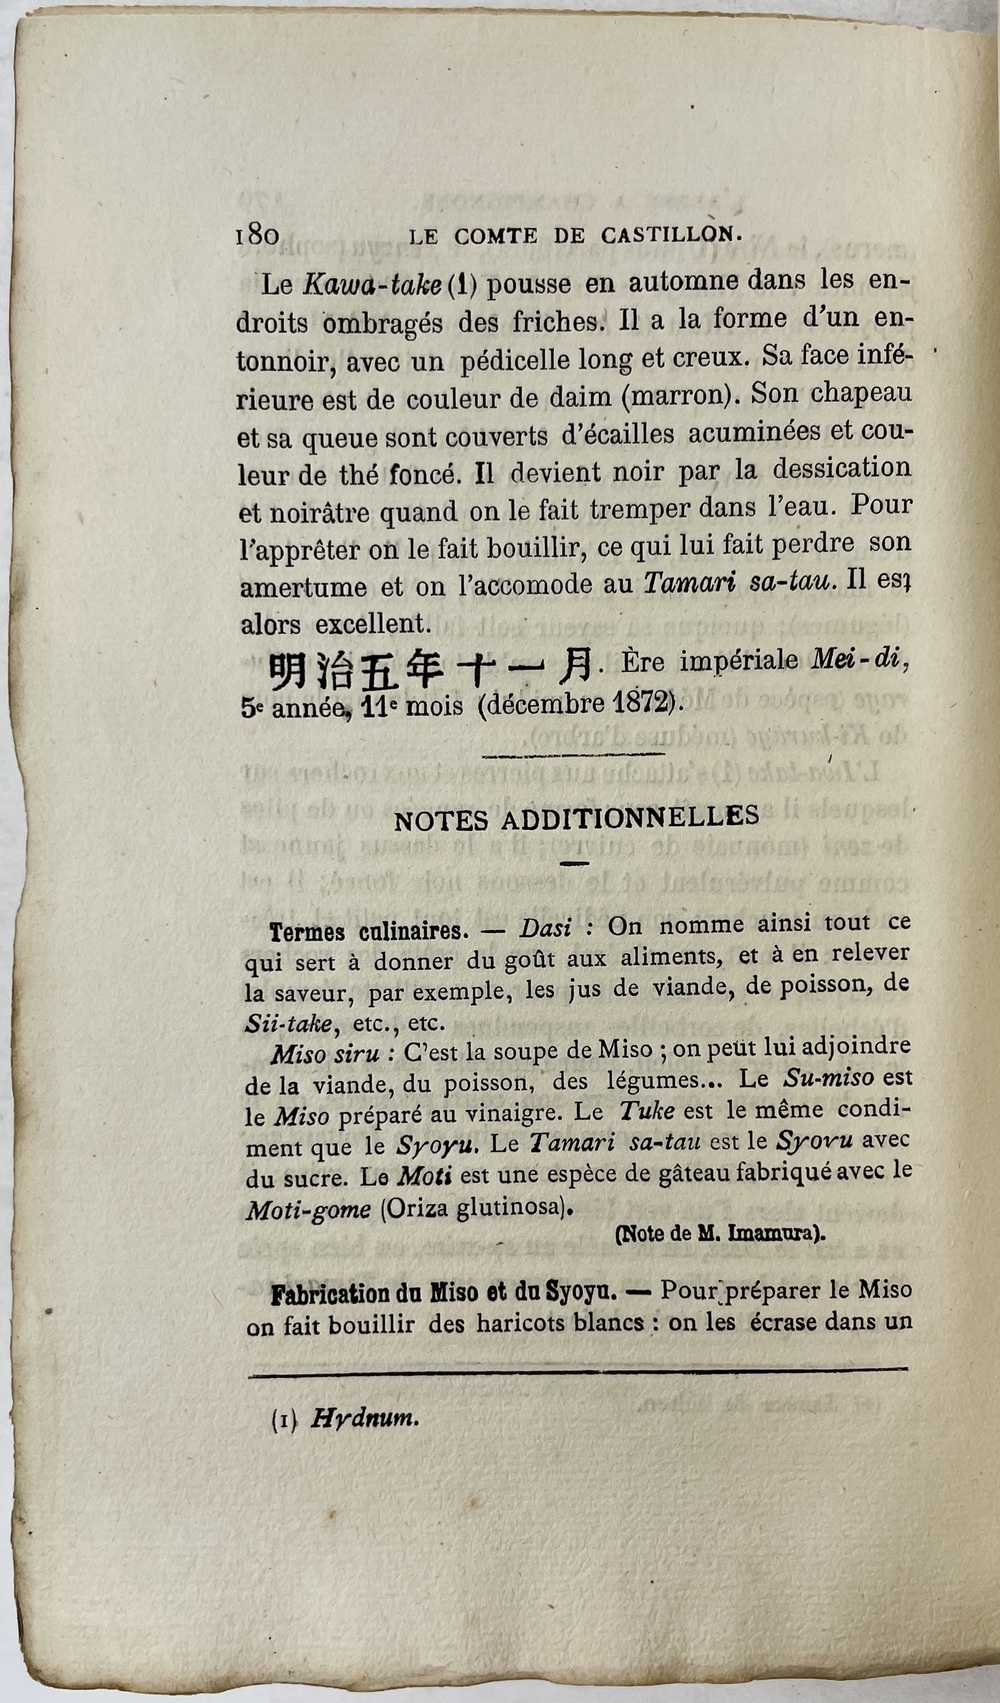 180 LE COMTE DE CASTILLON.
Le Kawa-take (1) pousse en automne dans les en-
droits ombragés des friches. Il a la forme d'un en-
tonnoir, avec un pédicelle long et creux. Sa face infé-
rieure est de couleur de daim (marron). Son chapeau
et sa queue sont couverts d'écailles acuminées et cou-
leur de thé foncé. Il devient noir par la dessication
et noirâtre quand on le fait tremper dans l'eau. Pour
l'apprêter on le fait bouillir, ce qui lui fait perdre son
amertume et on l'accomode au Tamari sa-tau. Il est
alors excellent.
明治五年十一月. Ère impériale Mei-di,
5e année, 11e mois (décembre 1872).
NOTES ADDITIONNELLES
Termes culinaires. — Dasi : On nomme ainsi tout ce
qui sert à donner du goût aux aliments, et à en relever
la saveur, par exemple, les jus de viande, de poisson, de
Sii-take, etc., etc.
Miso siru : C'est la soupe de Miso ; on peut lui adjoindre
de la viande, du poisson, des légumes... Le Su-miso est
le Miso préparé au vinaigre. Le Tuke est le même condi-
ment que le Syoyu. Le Tamari sa-tau est le Syovu avec
du sucre. Le Moti est une espèce de gâteau fabriqué avec le
Moti-gome (Oriza glutinosa).
(Note de M. Imamura).
Fabrication du Miso et du Syoyu. — Pour préparer le Miso
on fait bouillir des haricots blancs : on les écrase dans un
(1) Hydnum.